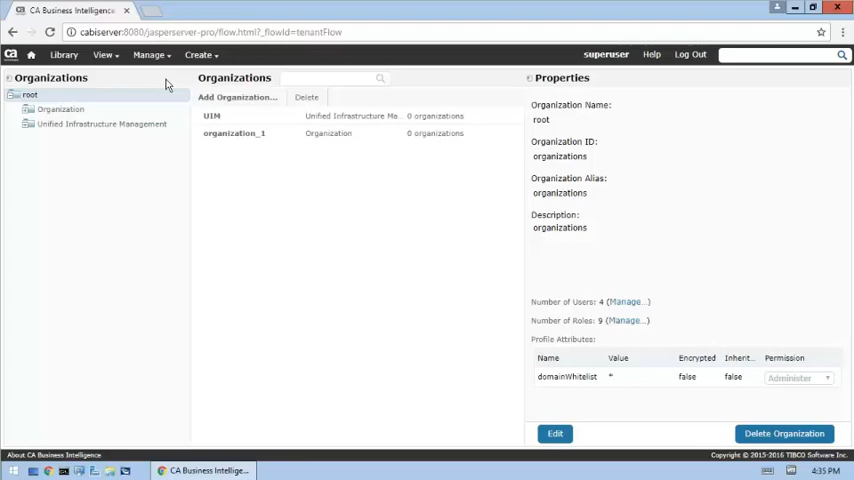 CA Business Intelligence
cabiserver:8080/jasperserver-pro/flow.html?_flowId=tenantFlow
ca Library View Manage Create superuser Help Log Out
Organizations
root
Organization
Unified Infrastructure Management
Organizations
Add Organization... Delete
UIM Unified Infrastructure Ma... 0 organizations
organization_1 Organization 0 organizations
Properties
Organization Name:
root
Organization ID:
organizations
Organization Alias:
organizations
Description:
organizations
Number of Users: 4 (Manage...)
Number of Roles: 9 (Manage...)
Profile Attributes:
Name Value Encrypted Inherit... Permission
domainWhitelist * false false Administer
Edit Delete Organization
About CA Business Intelligence Copyright © 2015-2016 TIBCO Software Inc.
CA Business Intellige... 4:35 PM